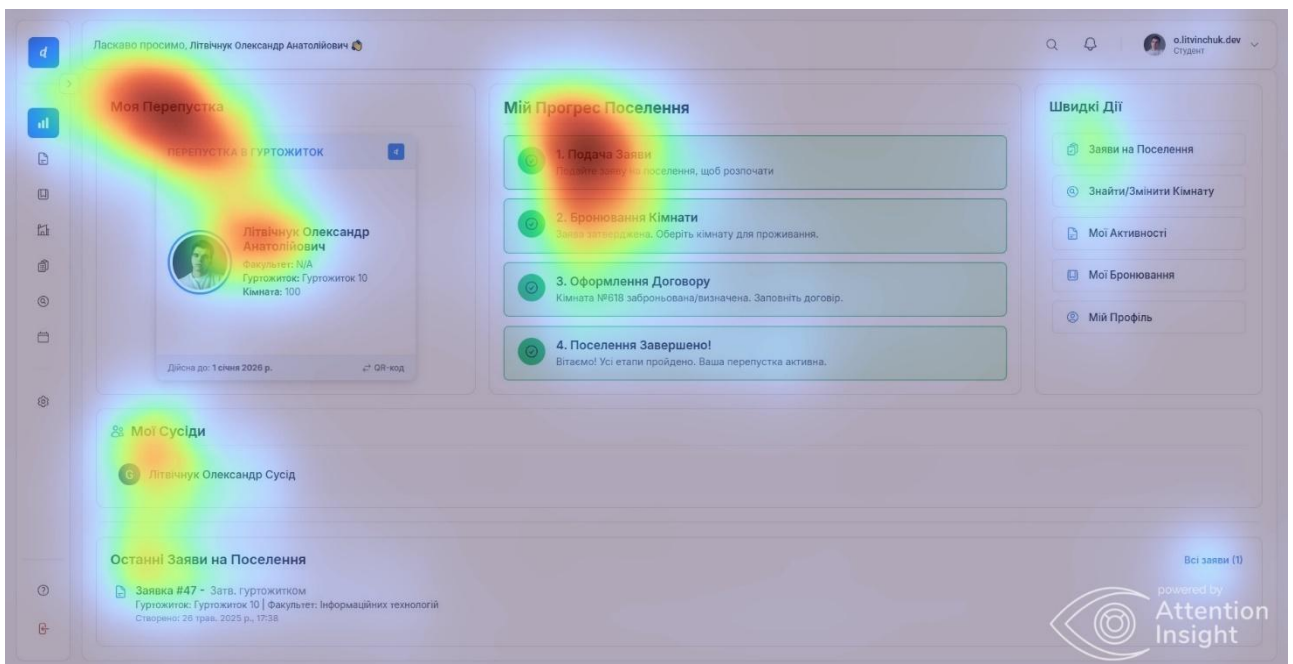 d
Ласкаво просимо, Літвічнук Олександр Анатолійович
o.litvinchuk.dev
Студент
Моя Перепустка
ПЕРЕПУСТКА В ГУРТОЖИТОК
d
Літвічнук Олександр
Анатолійович
Факультет: N/A
Гуртожиток: Гуртожиток 10
Кімната: 100
Дійсна до: 1 січня 2026 р.
QR-код
Мій Прогрес Поселення
1. Подача Заяви
Подайте заяву на поселення, щоб розпочати
2. Бронювання Кімнати
Заява затверджена. Оберіть кімнату для проживання.
3. Оформлення Договору
Кімната №618 заброньована/визначена. Заповніть договір.
4. Поселення Завершено!
Вітаємо! Усі етапи пройдено. Ваша перепустка активна.
Швидкі Дії
Заяви на Поселення
Знайти/Змінити Кімнату
Мої Активності
Мої Бронювання
Мій Профіль
Мої Сусіди
G
Літвічнук Олександр Сусід
Останні Заяви на Поселення
Всі заяви (1)
Заявка #47 - Затв. гуртожитком
Гуртожиток: Гуртожиток 10 | Факультет: Інформаційних технологій
Створено: 26 трав. 2025 р., 17:38
powered by
Attention
Insight